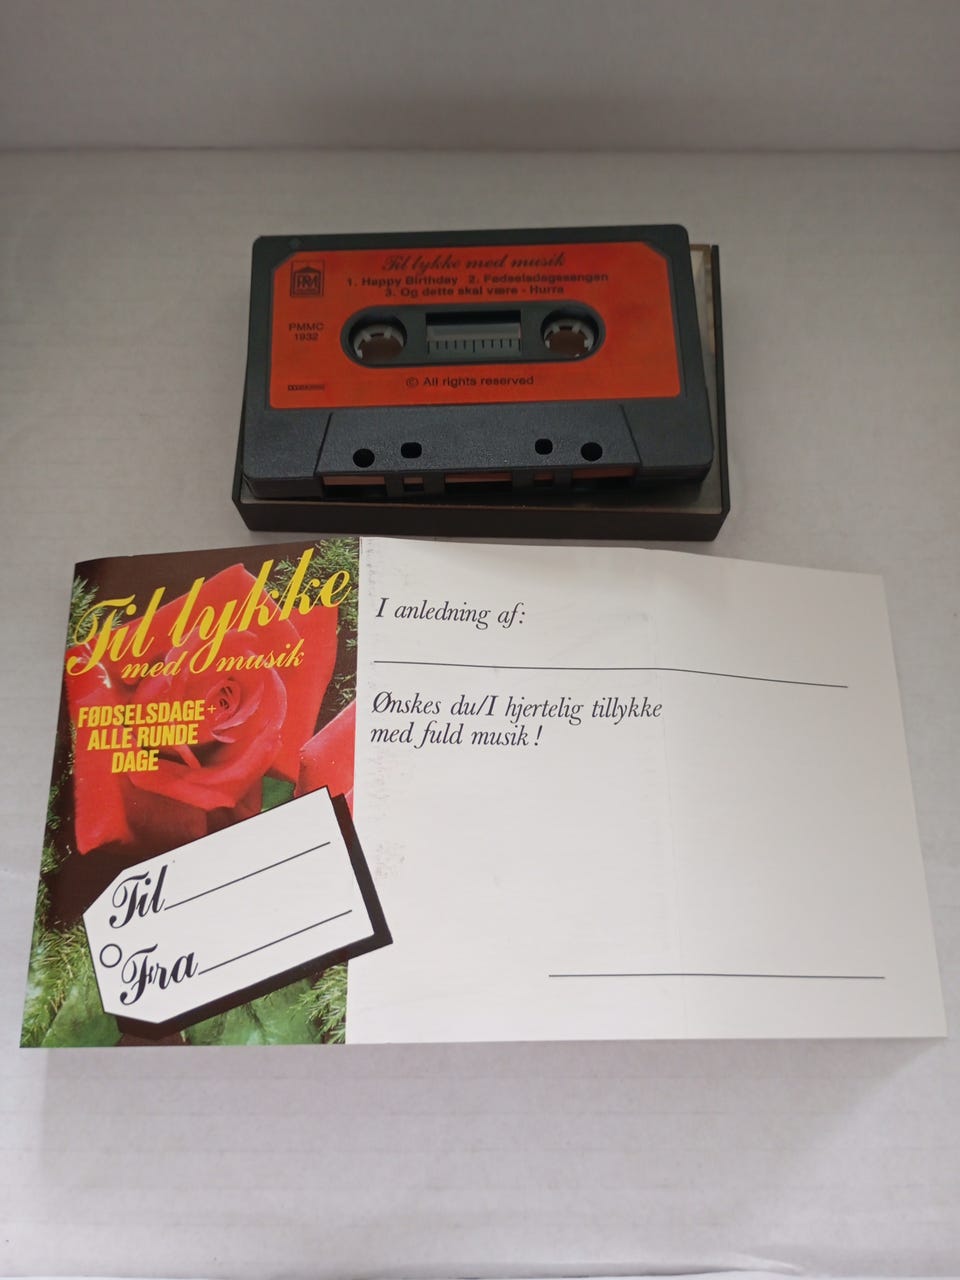 Til lykke med musik
1. Happy Birthday 2. Fødselsdagssangen
3. Og dette skal være - Hurra
PMMC
1932
© All rights reserved
Til lykke
med musik
FØDSELSDAGE +
ALLE RUNDE
DAGE
Til
Fra
I anledning af:
Ønskes du/I hjertelig tillykke
med fuld musik !